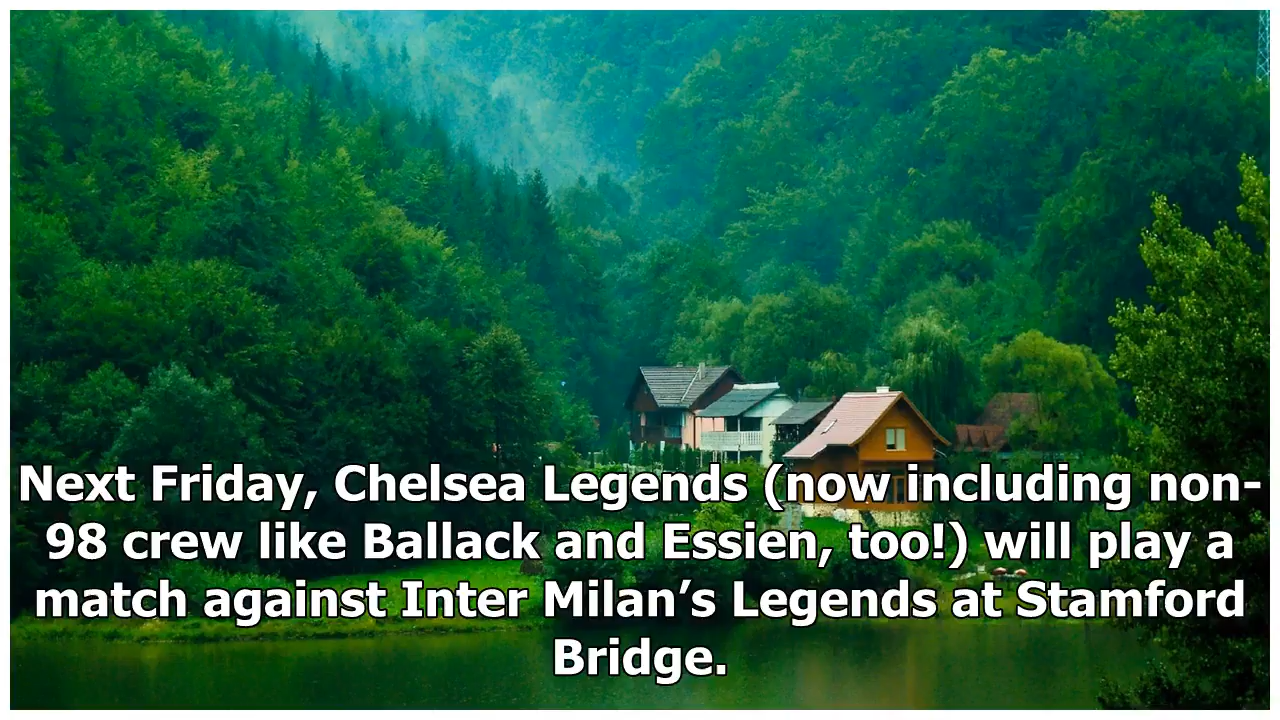 Next Friday, Chelsea Legends (now including non-
98 crew like Ballack and Essien, too!) will play a
match against Inter Milan’s Legends at Stamford
Bridge.